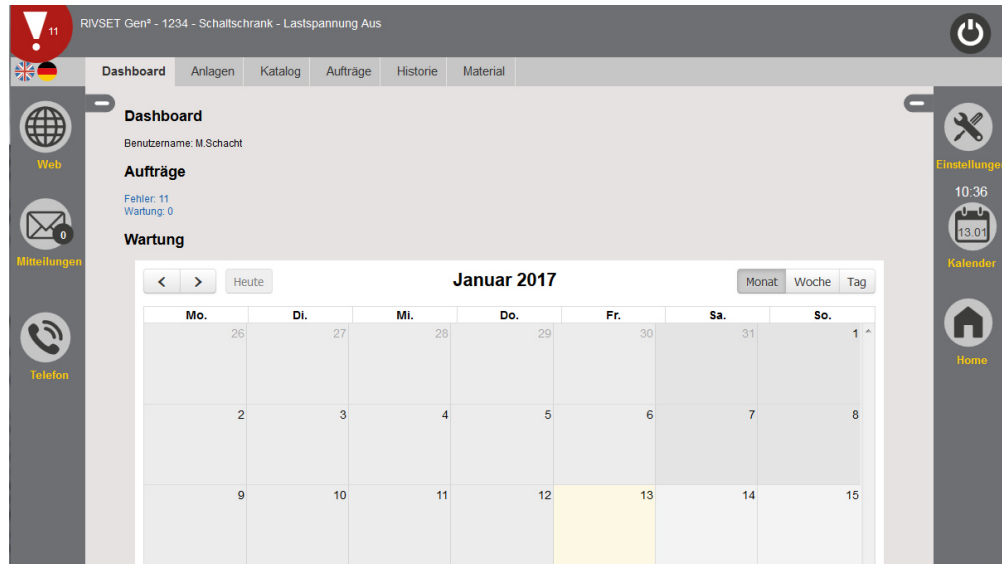 11
RIVSET Gen² - 1234 - Schaltschrank - Lastspannung Aus
Dashboard Anlagen Katalog Aufträge Historie Material
Web
Mitteilungen
0
Telefon
Dashboard
Benutzername: M.Schacht
Aufträge
Fehler: 11
Wartung: 0
Wartung
Heute Januar 2017 Monat Woche Tag
Mo. Di. Mi. Do. Fr. Sa. So.
26 27 28 29 30 31 1
2 3 4 5 6 7 8
9 10 11 12 13 14 15
Einstellunge
10:36
13.01
Kalender
Home